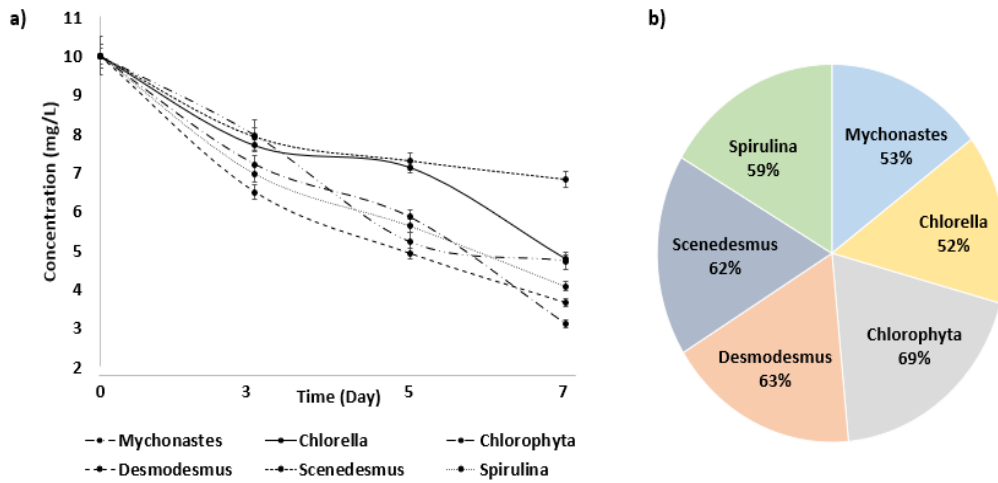 a)
11
10
9
8
7
6
5
4
3
2
Concentration (mg/L)
0
3
5
7
Time (Day)
Mychonastes
Chlorella
Chlorophyta
Desmodesmus
Scenedesmus
Spirulina
b)
Mychonastes
53%
Chlorella
52%
Chlorophyta
69%
Desmodesmus
63%
Scenedesmus
62%
Spirulina
59%